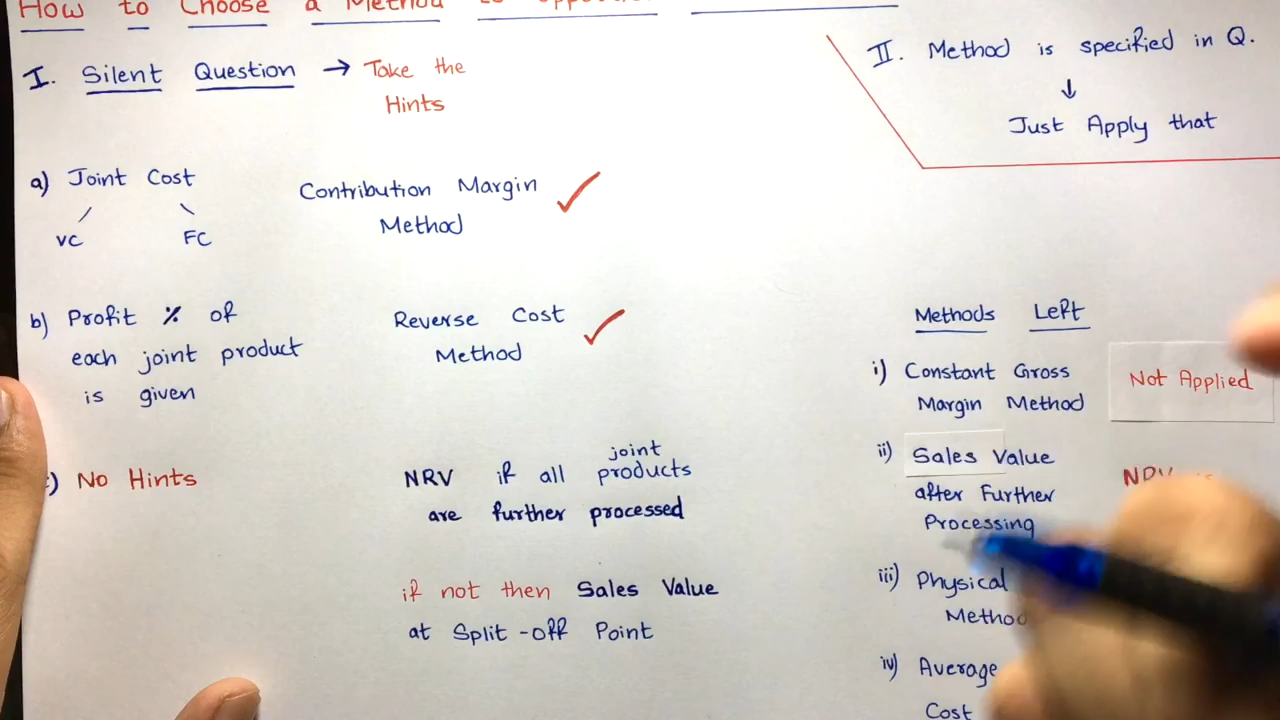 How to Choose a Method to
I. Silent Question → Take the
Hints
a) Joint Cost
VC FC
Contribution Margin
Method
b) Profit % of
each joint product
is given
Reverse Cost
Method
) No Hints
NRV if all joint products
are further processed
if not then Sales Value
at Split-off Point
II. Method is specified in Q.
↓
Just Apply that
Methods Left
i) Constant Gross
Margin Method
Not Applied
ii) Sales Value
after Further
Processing
iii) Physical
iv) Average
Cost